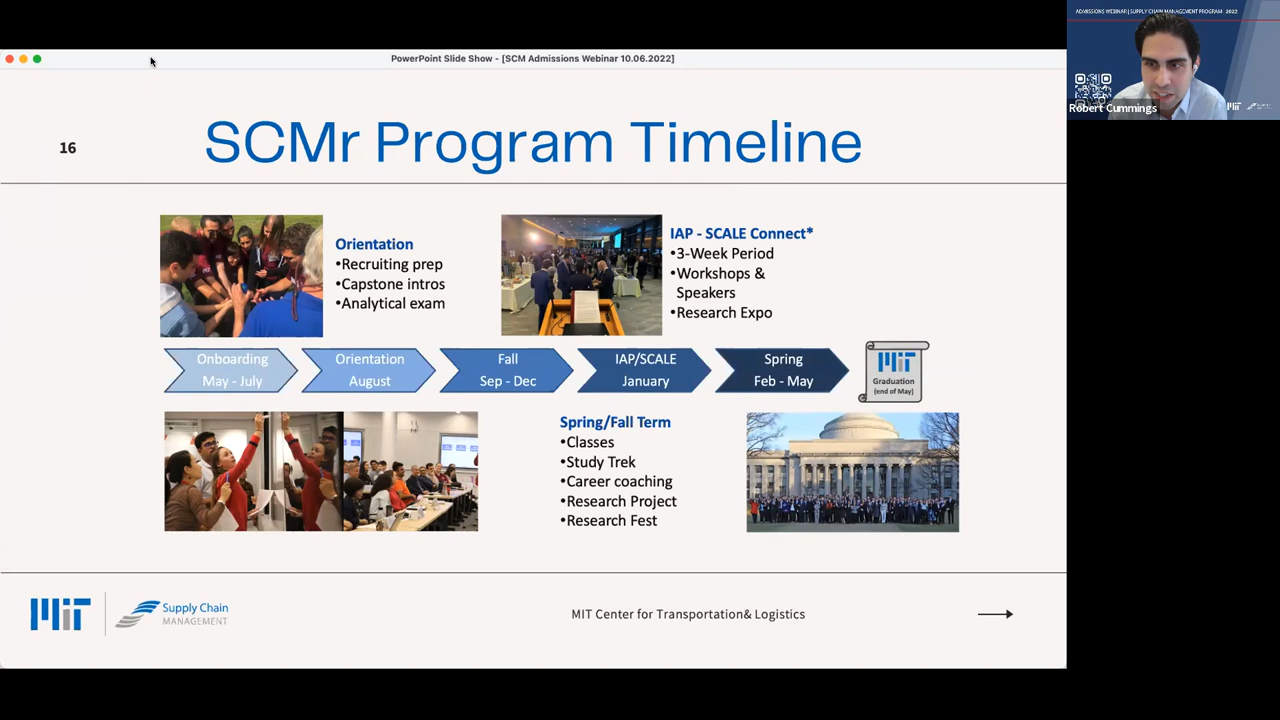 ADMISSIONS WEBINAR | SUPPLY CHAIN MANAGEMENT PROGRAM 2022
Robert Cummings
MIT
PowerPoint Slide Show - [SCM Admissions Webinar 10.06.2022]
16
SCMr Program Timeline
Orientation
•Recruiting prep
•Capstone intros
•Analytical exam
IAP - SCALE Connect*
•3-Week Period
•Workshops &
Speakers
•Research Expo
Onboarding
May - July
Orientation
August
Fall
Sep - Dec
IAP/SCALE
January
Spring
Feb - May
MIT
Graduation
(end of May)
Spring/Fall Term
•Classes
•Study Trek
•Career coaching
•Research Project
•Research Fest
MIT
Supply Chain
MANAGEMENT
MIT Center for Transportation& Logistics